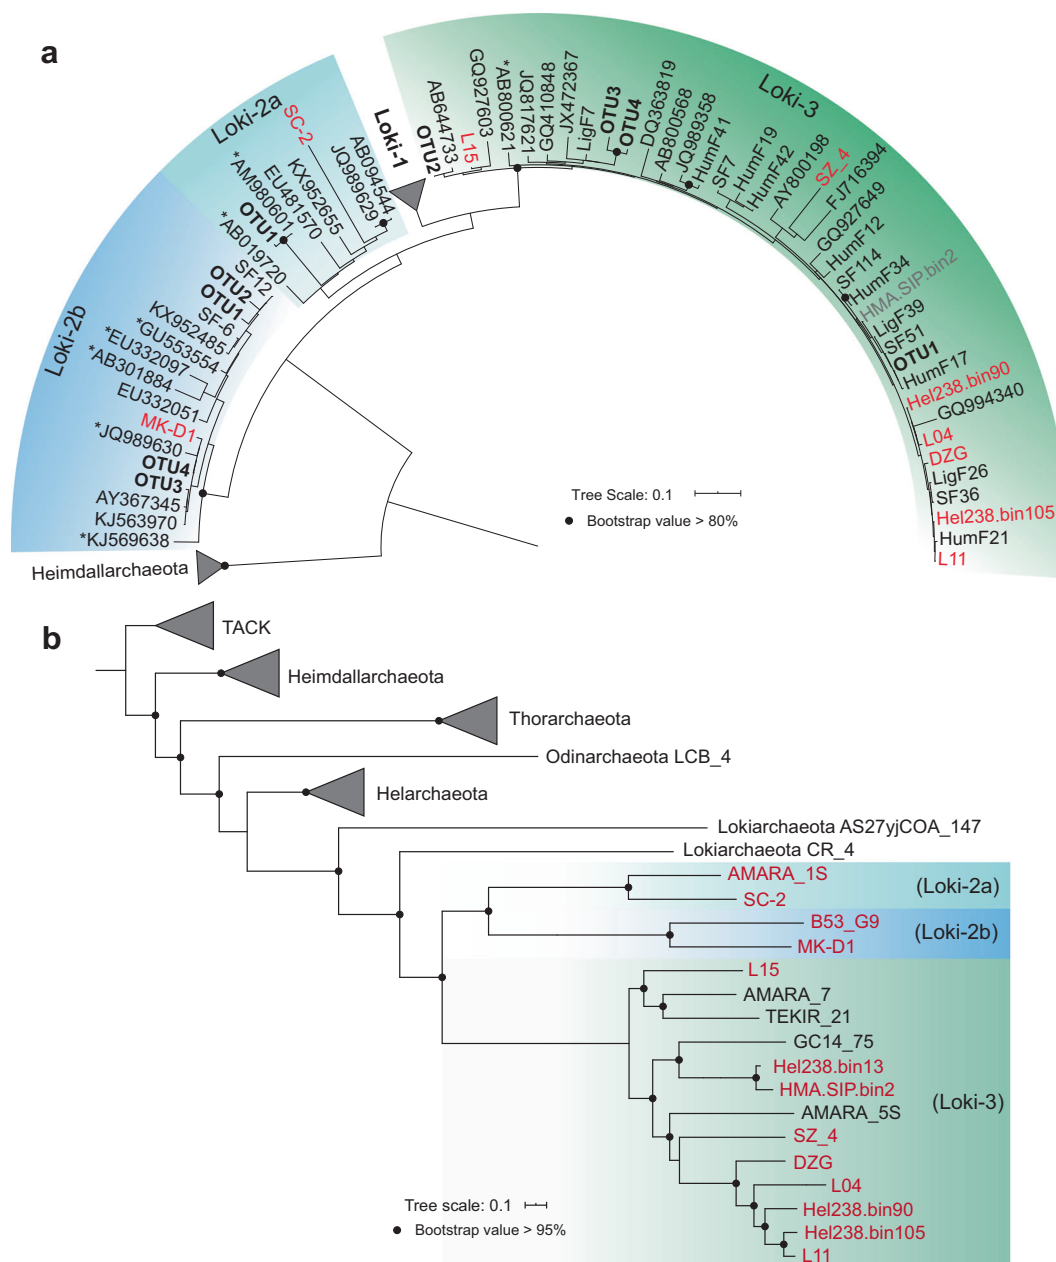 a
Loki-2a
Loki-2b
Loki-1
Loki-3
Heimdallarchaeota
*KJ569638
KJ563970
AY367345
OTU3
OTU4
*JQ989630
MK-D1
EU332051
*AB301884
*EU332097
*GU553554
KX952485
SF-6
OTU1
OTU2
SF12
*AB019720
OTU1
*AM980601
EU481570
KX952655
SC-2
JQ989629
AB094544
OTU2
AB644733
L15
GQ927603
*AB800621
JQ817621
GQ410848
JX472367
LigF7
OTU3
OTU4
DQ363819
AB800568
JQ989358
HumF41
SF7
HumF19
HumF42
AY800198
SZ_4
FJ716394
GQ927649
HumF12
SF114
HumF34
HMA.SIP.bin2
LigF39
SF51
OTU1
HumF17
Hel238.bin90
GQ994340
L04
DZG
LigF26
SF36
Hel238.bin105
HumF21
L11
Tree Scale: 0.1
Bootstrap value > 80%
b
TACK
Heimdallarchaeota
Thorarchaeota
Odinarchaeota LCB_4
Helarchaeota
Lokiarchaeota AS27yjCOA_147
Lokiarchaeota CR_4
AMARA_1S
(Loki-2a)
SC-2
B53_G9
(Loki-2b)
MK-D1
L15
AMARA_7
TEKIR_21
GC14_75
Hel238.bin13
HMA.SIP.bin2
(Loki-3)
AMARA_5S
SZ_4
DZG
L04
Hel238.bin90
Hel238.bin105
L11
Tree scale: 0.1
Bootstrap value > 95%